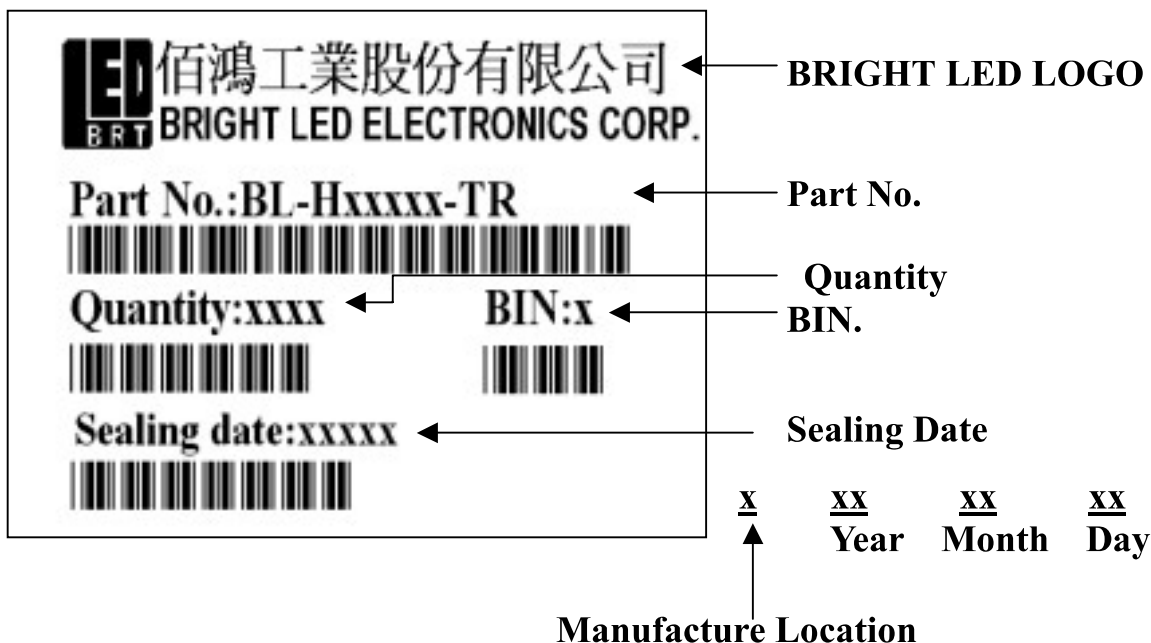 LED 佰鴻工業股份有限公司
BRT BRIGHT LED ELECTRONICS CORP.
BRIGHT LED LOGO
Part No.:BL-Hxxxxx-TR
Part No.
Quantity:xxxx
Quantity
BIN:x
BIN.
Sealing date:xxxxx
Sealing Date
x xx xx xx
Year Month Day
Manufacture Location